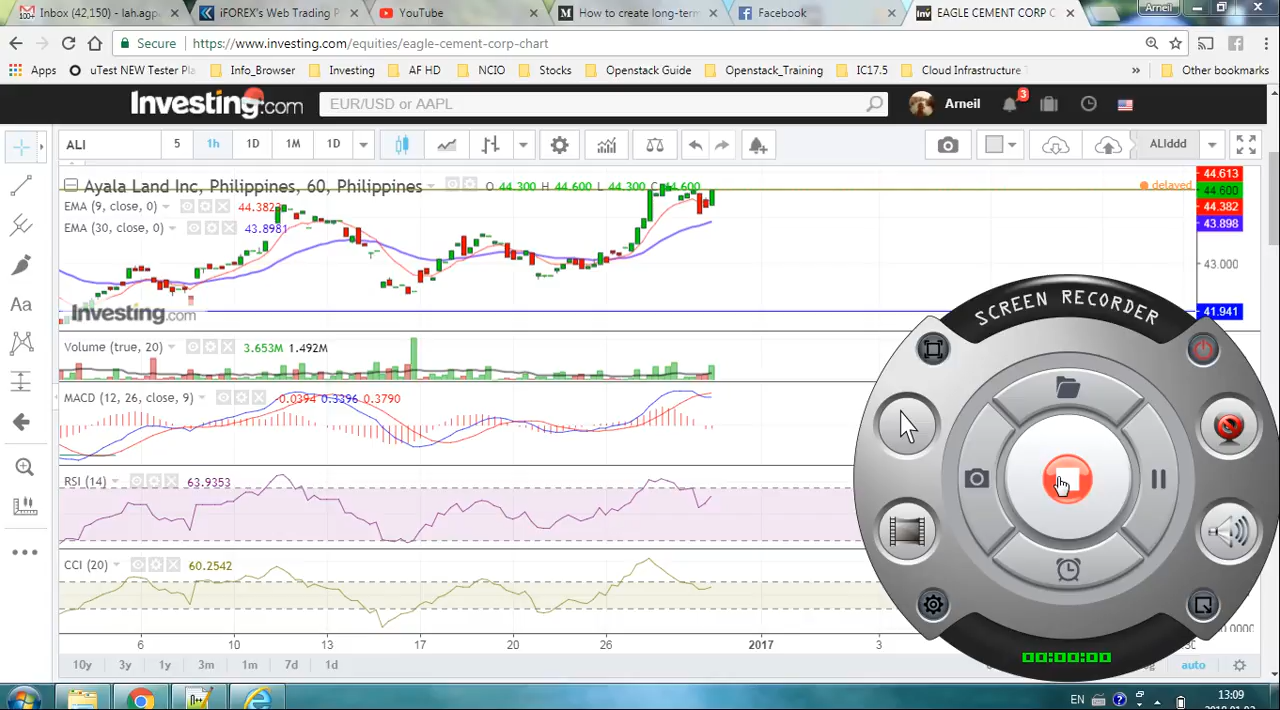 Inbox (42,150) - lah.agp
iFOREX's Web Trading P
YouTube
How to create long-term
Facebook
EAGLE CEMENT CORP C
Arneil
Secure
https://www.investing.com/equities/eagle-cement-corp-chart
Apps
uTest NEW Tester Pla
Info_Browser
Investing
AF HD
NCIO
Stocks
Openstack Guide
Openstack_Training
IC17.5
Cloud Infrastructure
»
Other bookmarks
Investing.com
EUR/USD or AAPL
Arneil
3
ALI
5
1h
1D
1M
1D
ALIddd
Ayala Land Inc, Philippines, 60, Philippines
O 44.300 H 44.600 L 44.300 C 44.600
delayed
44.613
44.600
EMA (9, close, 0)
44.3823
44.382
EMA (30, close, 0)
43.8981
43.898
Aa
43.000
Investing.com
41.941
Volume (true, 20)
3.653M 1.492M
MACD (12, 26, close, 9)
-0.0394 0.3396 0.3790
RSI (14)
63.9353
CCI (20)
60.2542
SCREEN RECORDER
00:00:00
6
10
13
17
20
26
2017
3
10y
3y
1y
3m
1m
7d
1d
auto
EN
13:09